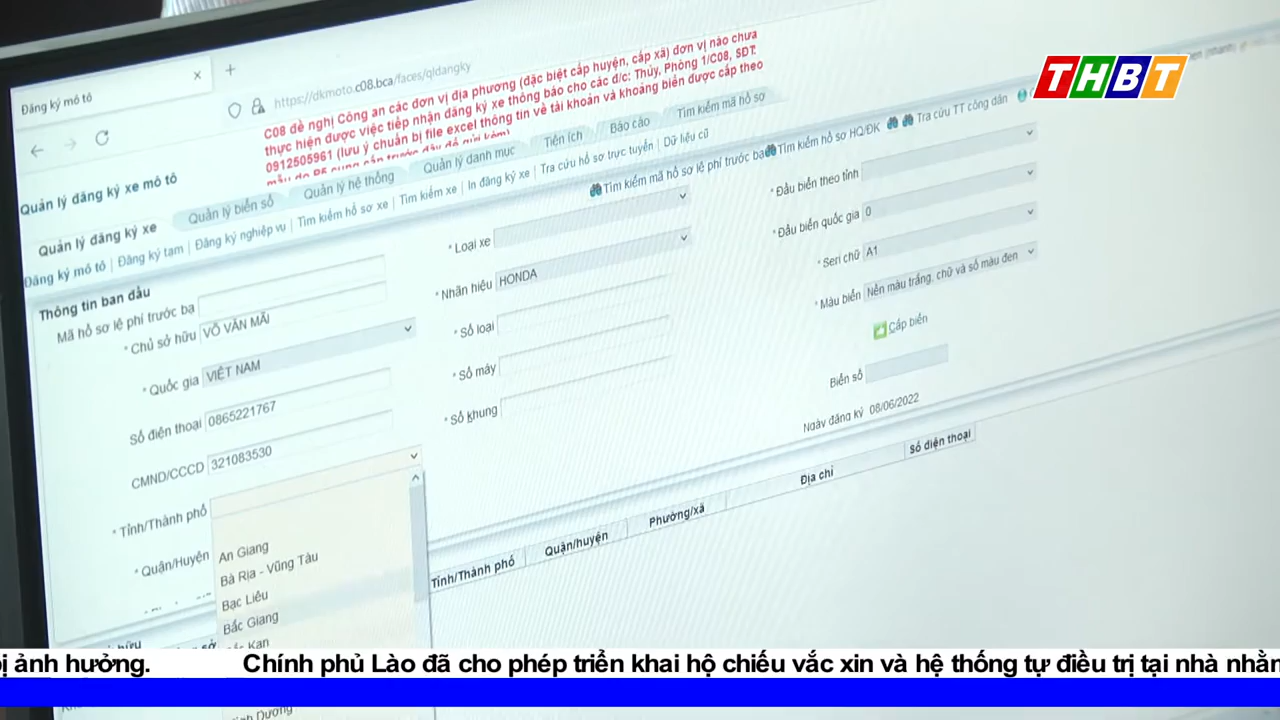 THBT
Đăng ký mô tô
https://dkmoto.c08.bca/faces/qldangky
C08 đề nghị Công an các đơn vị địa phương (đặc biệt cấp huyện, cấp xã) đơn vị nào chưa
thực hiện được việc tiếp nhận đăng ký xe thông báo cho các đ/c: Thủy, Phòng 1/C08, SDT:
0912505961 (lưu ý chuẩn bị file excel thông tin về tài khoản và khoảng biển được cấp theo
Quản lý đăng ký xe mô tô
Quản lý đăng ký xe
Quản lý biển số
Quản lý hệ thống
Quản lý danh mục
Tiện ích
Báo cáo
Tìm kiếm mã hồ sơ
Đăng ký mô tô | Đăng ký tạm | Đăng ký nghiệp vụ | Tìm kiếm hồ sơ xe | Tìm kiếm xe | In đăng ký xe | Tra cứu hồ sơ trực tuyến | Dữ liệu cũ
Thông tin ban đầu
Mã hồ sơ lệ phí trước bạ
Tìm kiếm mã hồ sơ lệ phí trước bạ
Tìm kiếm hồ sơ HQ/ĐK
Tra cứu TT công dân
* Chủ sở hữu VÕ VĂN MÃI
* Quốc gia VIỆT NAM
Số điện thoại 0865221767
CMND/CCCD 321083530
* Tỉnh/Thành phố
* Quận/Huyện
An Giang
Bà Rịa - Vũng Tàu
Bạc Liêu
Bắc Giang
* Loại xe
* Nhãn hiệu HONDA
* Số loại
* Số máy
* Số khung
* Đầu biển theo tỉnh
* Đầu biển quốc gia 0
* Seri chữ A1
* Màu biển Nền màu trắng, chữ và số màu đen
Cấp biển
Biển số
Ngày đăng ký 08/06/2022
Tỉnh/Thành phố
Quận/huyện
Phường/xã
Địa chỉ
Số điện thoại
ị ảnh hưởng. Chính phủ Lào đã cho phép triển khai hộ chiếu vắc xin và hệ thống tự điều trị tại nhà nhằm